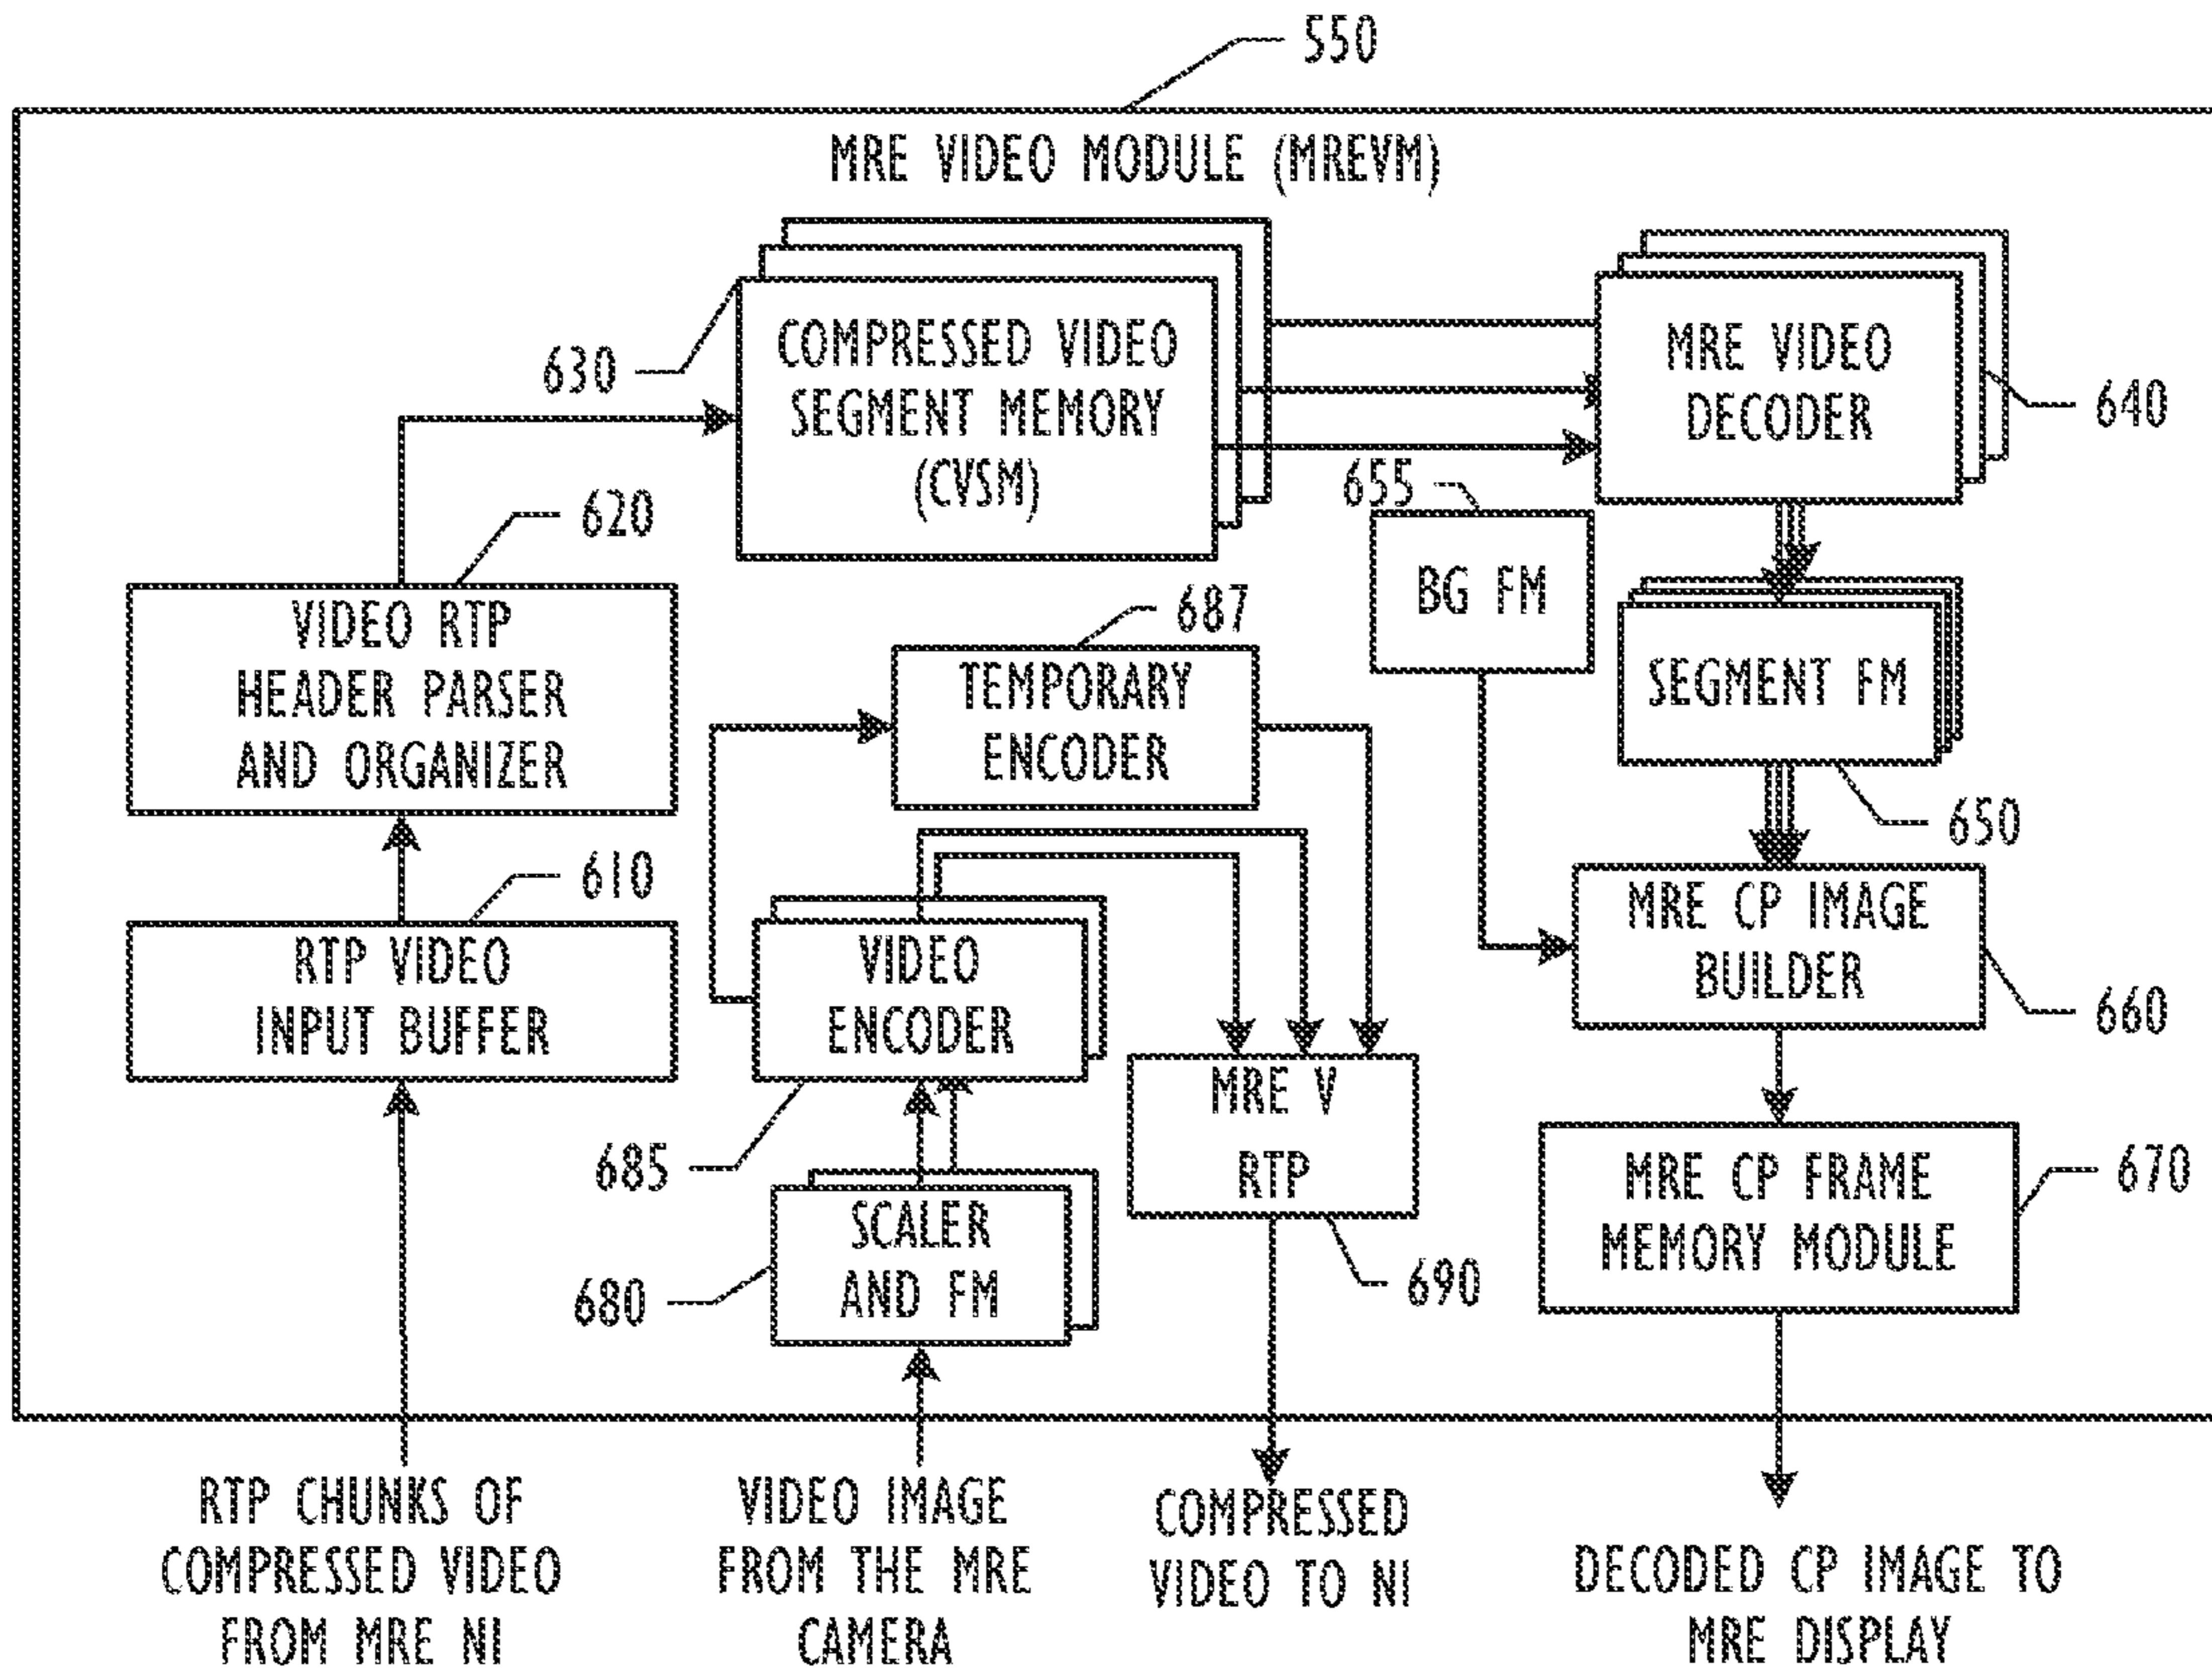 550
MRE VIDEO MODULE (MREVM)
630
COMPRESSED VIDEO
SEGMENT MEMORY
(CVSM)
MRE VIDEO
DECODER
640
620
VIDEO RTP
HEADER PARSER
AND ORGANIZER
655
BG FM
SEGMENT FM
650
687
TEMPORARY
ENCODER
610
RTP VIDEO
INPUT BUFFER
VIDEO
ENCODER
685
MRE CP IMAGE
BUILDER
660
MRE V
RTP
690
SCALER
AND FM
680
MRE CP FRAME
MEMORY MODULE
670
RTP CHUNKS OF
COMPRESSED VIDEO
FROM MRE NI
VIDEO IMAGE
FROM THE MRE
CAMERA
COMPRESSED
VIDEO TO NI
DECODED CP IMAGE TO
MRE DISPLAY